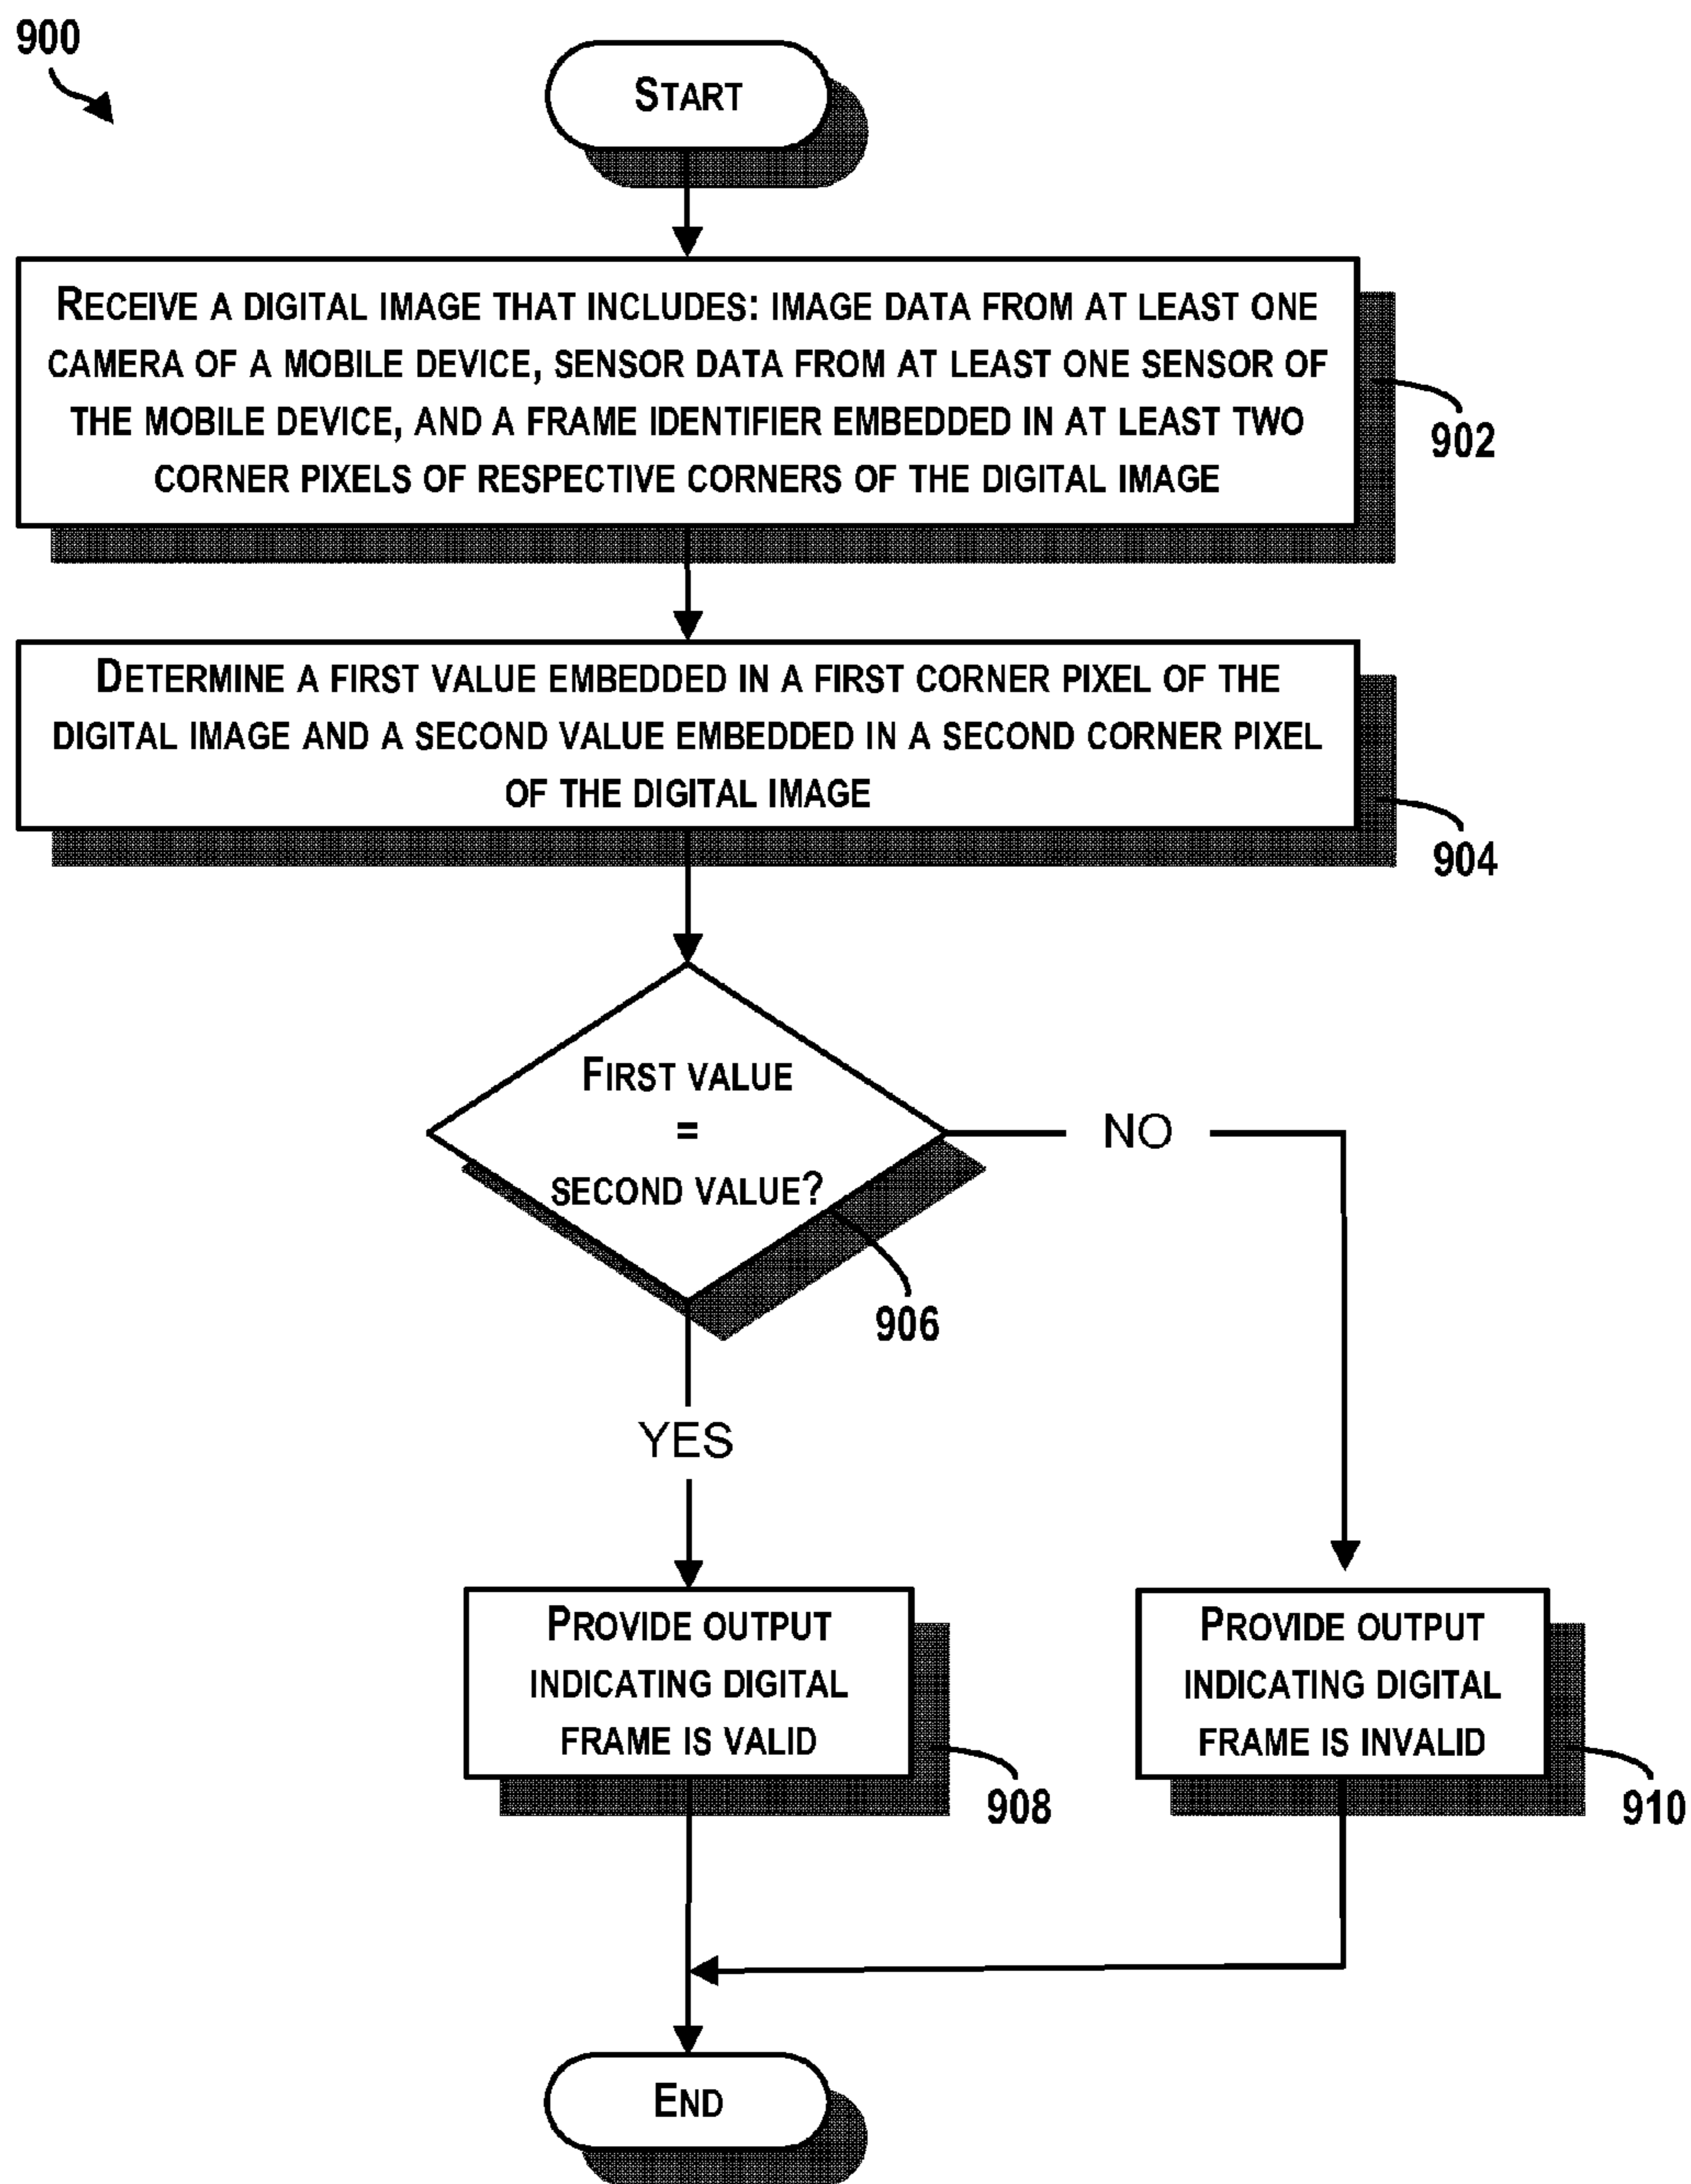 900
START
RECEIVE A DIGITAL IMAGE THAT INCLUDES: IMAGE DATA FROM AT LEAST ONE
CAMERA OF A MOBILE DEVICE, SENSOR DATA FROM AT LEAST ONE SENSOR OF
THE MOBILE DEVICE, AND A FRAME IDENTIFIER EMBEDDED IN AT LEAST TWO
CORNER PIXELS OF RESPECTIVE CORNERS OF THE DIGITAL IMAGE
902
DETERMINE A FIRST VALUE EMBEDDED IN A FIRST CORNER PIXEL OF THE
DIGITAL IMAGE AND A SECOND VALUE EMBEDDED IN A SECOND CORNER PIXEL
OF THE DIGITAL IMAGE
904
FIRST VALUE
=
SECOND VALUE?
906
NO
YES
PROVIDE OUTPUT
INDICATING DIGITAL
FRAME IS VALID
908
PROVIDE OUTPUT
INDICATING DIGITAL
FRAME IS INVALID
910
END